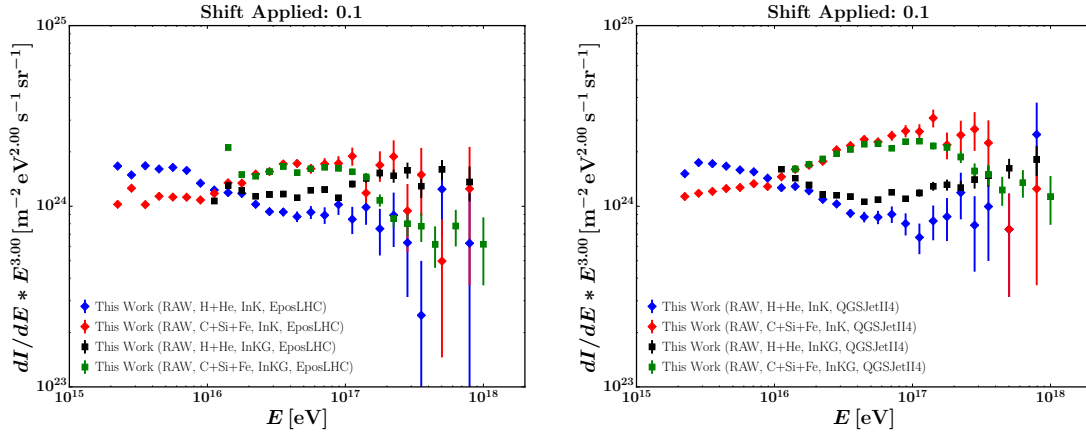 Shift Applied: 0.1
10^25
10^24
10^23
dI/dE * E^3.00 [m^-2 eV^2.00 s^-1 sr^-1]
This Work (RAW, H+He, InK, EposLHC)
This Work (RAW, C+Si+Fe, InK, EposLHC)
This Work (RAW, H+He, InKG, EposLHC)
This Work (RAW, C+Si+Fe, InKG, EposLHC)
10^15 10^16 10^17 10^18
E [eV]
Shift Applied: 0.1
10^25
10^24
10^23
dI/dE * E^3.00 [m^-2 eV^2.00 s^-1 sr^-1]
This Work (RAW, H+He, InK, QGSJetII4)
This Work (RAW, C+Si+Fe, InK, QGSJetII4)
This Work (RAW, H+He, InKG, QGSJetII4)
This Work (RAW, C+Si+Fe, InKG, QGSJetII4)
10^15 10^16 10^17 10^18
E [eV]